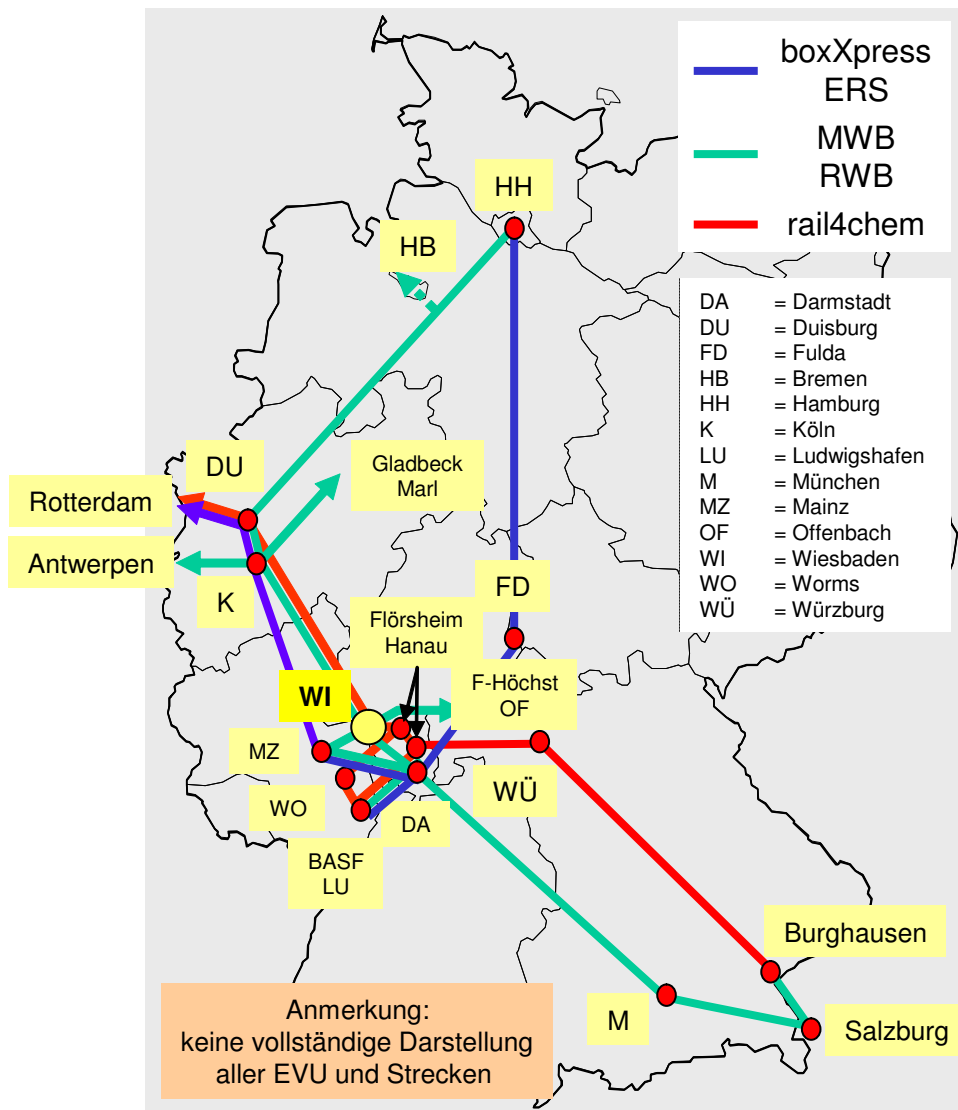 boxXpress
ERS
MWB
RWB
rail4chem
HH
HB
DA = Darmstadt
DU = Duisburg
FD = Fulda
HB = Bremen
HH = Hamburg
K = Köln
LU = Ludwigshafen
M = München
MZ = Mainz
OF = Offenbach
WI = Wiesbaden
WO = Worms
WÜ = Würzburg
DU
Gladbeck
Marl
Rotterdam
Antwerpen
K
FD
Flörsheim
Hanau
WI
F-Höchst
OF
MZ
WÜ
WO
DA
BASF
LU
Burghausen
M
Salzburg
Anmerkung:
keine vollständige Darstellung
aller EVU und Strecken